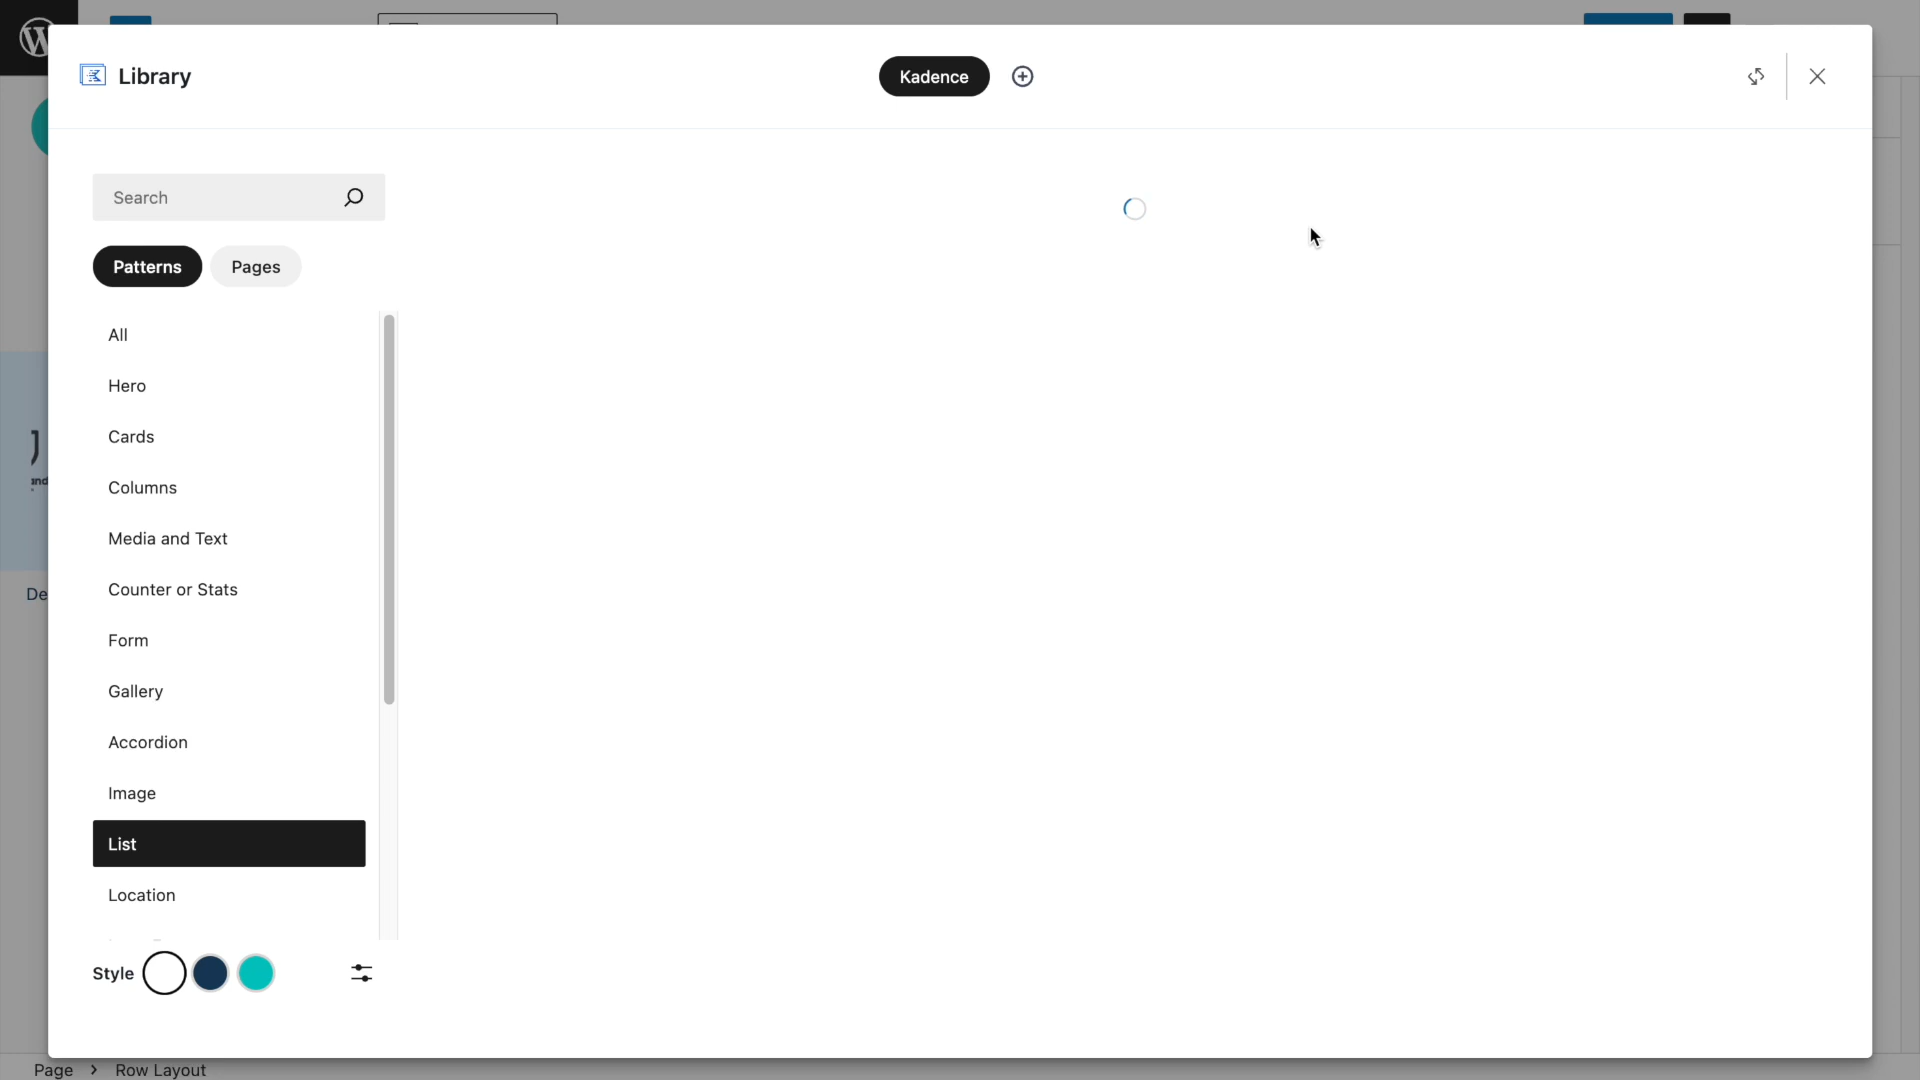 Library
Kadence
Search
Patterns
Pages
All
Hero
Cards
Columns
Media and Text
Counter or Stats
Form
Gallery
Accordion
Image
List
Location
Style
De
Page > Row Layout